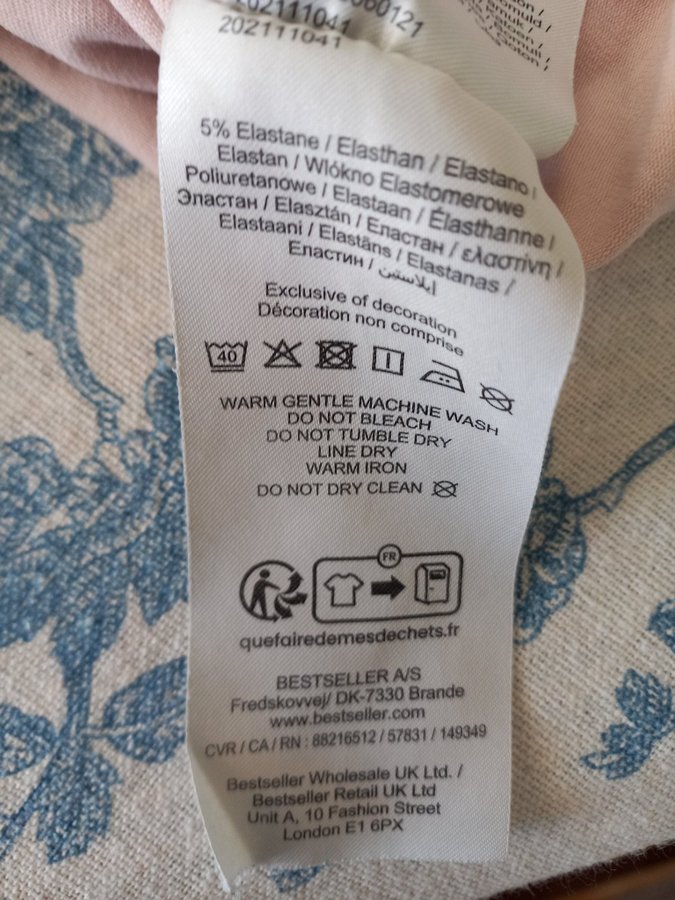 202111041
202111041
5% Elastane / Elasthan / Elastano /
Elastan / Włókno Elastomerowe
Poliuretanowe / Elastaan / Élasthanne /
Эластан / Elasztán / Еластан / ελαστίνη /
Elastaani / Elastāns / Elastanas /
Еластин / إيلاستين
Exclusive of decoration
Décoration non comprise
40
WARM GENTLE MACHINE WASH
DO NOT BLEACH
DO NOT TUMBLE DRY
LINE DRY
WARM IRON
DO NOT DRY CLEAN
FR
quefairedemesdechets.fr
BESTSELLER A/S
Fredskovvej/ DK-7330 Brande
www.bestseller.com
CVR / CA / RN : 88216512 / 57831 / 149349
Bestseller Wholesale UK Ltd. /
Bestseller Retail UK Ltd
Unit A, 10 Fashion Street
London E1 6PX